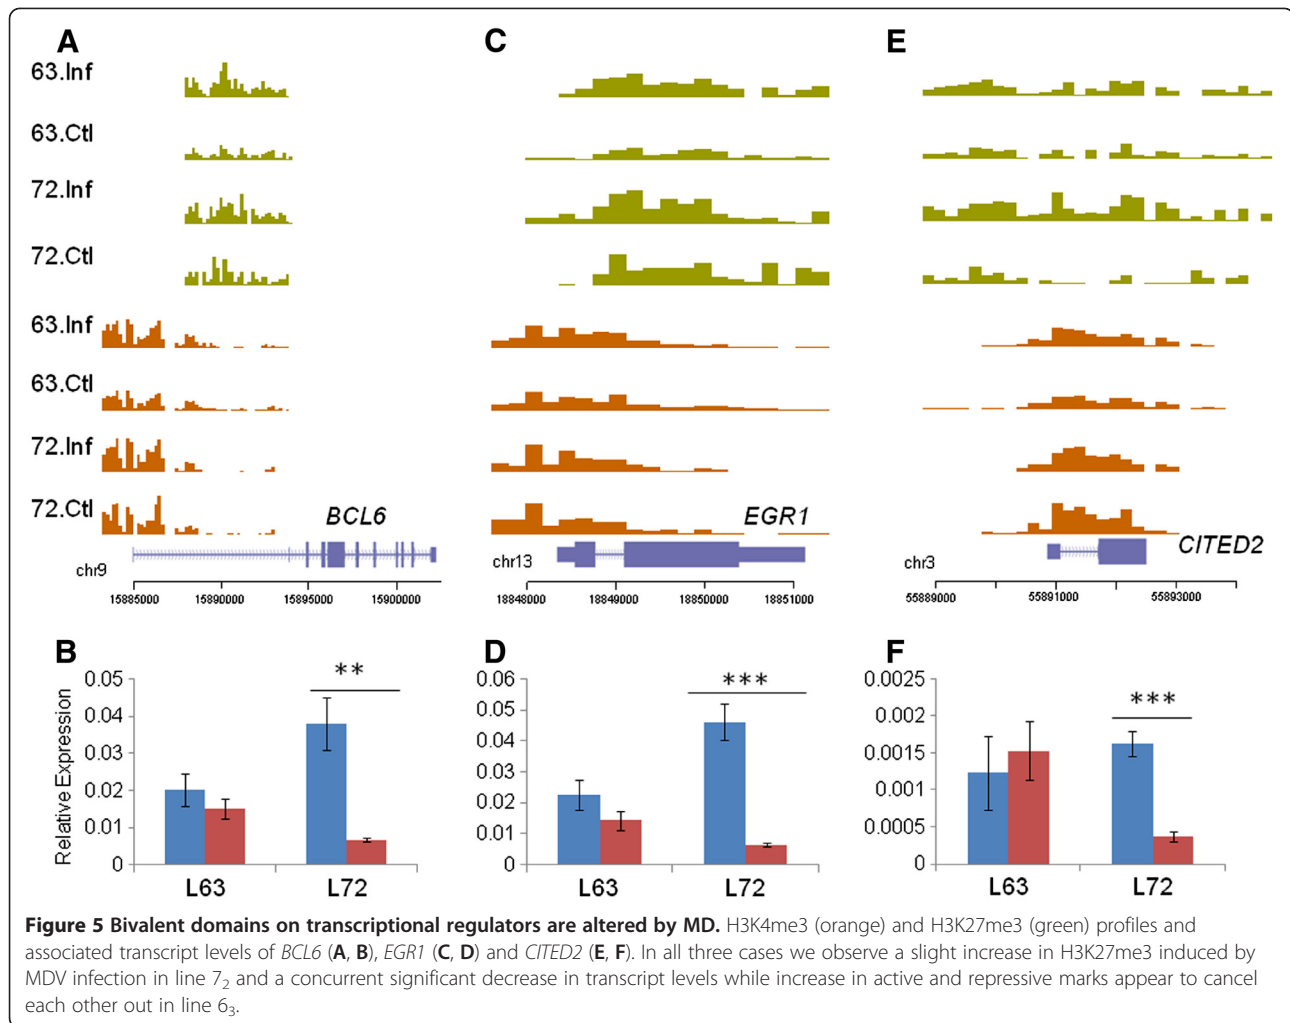 A
C
E
63.Inf
63.Ctl
72.Inf
72.Ctl
63.Inf
63.Ctl
72.Inf
72.Ctl
BCL6
EGR1
CITED2
chr9
chr13
chr3
15885000 15890000 15895000 15900000
18848000 18849000 18850000 18851000
55889000 55891000 55893000
B
Relative Expression
0.05
0.04
0.03
0.02
0.01
0
**
L63 L72
D
0.06
0.05
0.04
0.03
0.02
0.01
0
***
L63 L72
F
0.0025
0.002
0.0015
0.001
0.0005
0
***
L63 L72
Figure 5 Bivalent domains on transcriptional regulators are altered by MD. H3K4me3 (orange) and H3K27me3 (green) profiles and
associated transcript levels of BCL6 (A, B), EGR1 (C, D) and CITED2 (E, F). In all three cases we observe a slight increase in H3K27me3 induced by
MDV infection in line 7₂ and a concurrent significant decrease in transcript levels while increase in active and repressive marks appear to cancel
each other out in line 6₃.